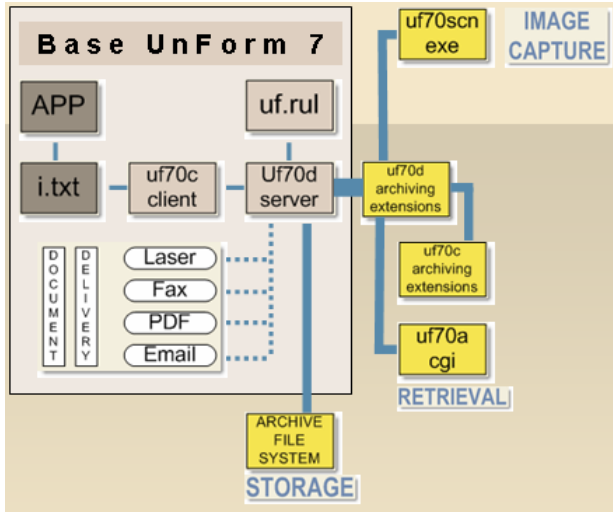 Base UnForm 7
APP
uf.rul
i.txt
uf70c
client
Uf70d
server
DOCUMENT
DELIVERY
Laser
Fax
PDF
Email
uf70scn
exe
IMAGE
CAPTURE
uf70d
archiving
extensions
uf70c
archiving
extensions
uf70a
cgi
RETRIEVAL
ARCHIVE
FILE
SYSTEM
STORAGE